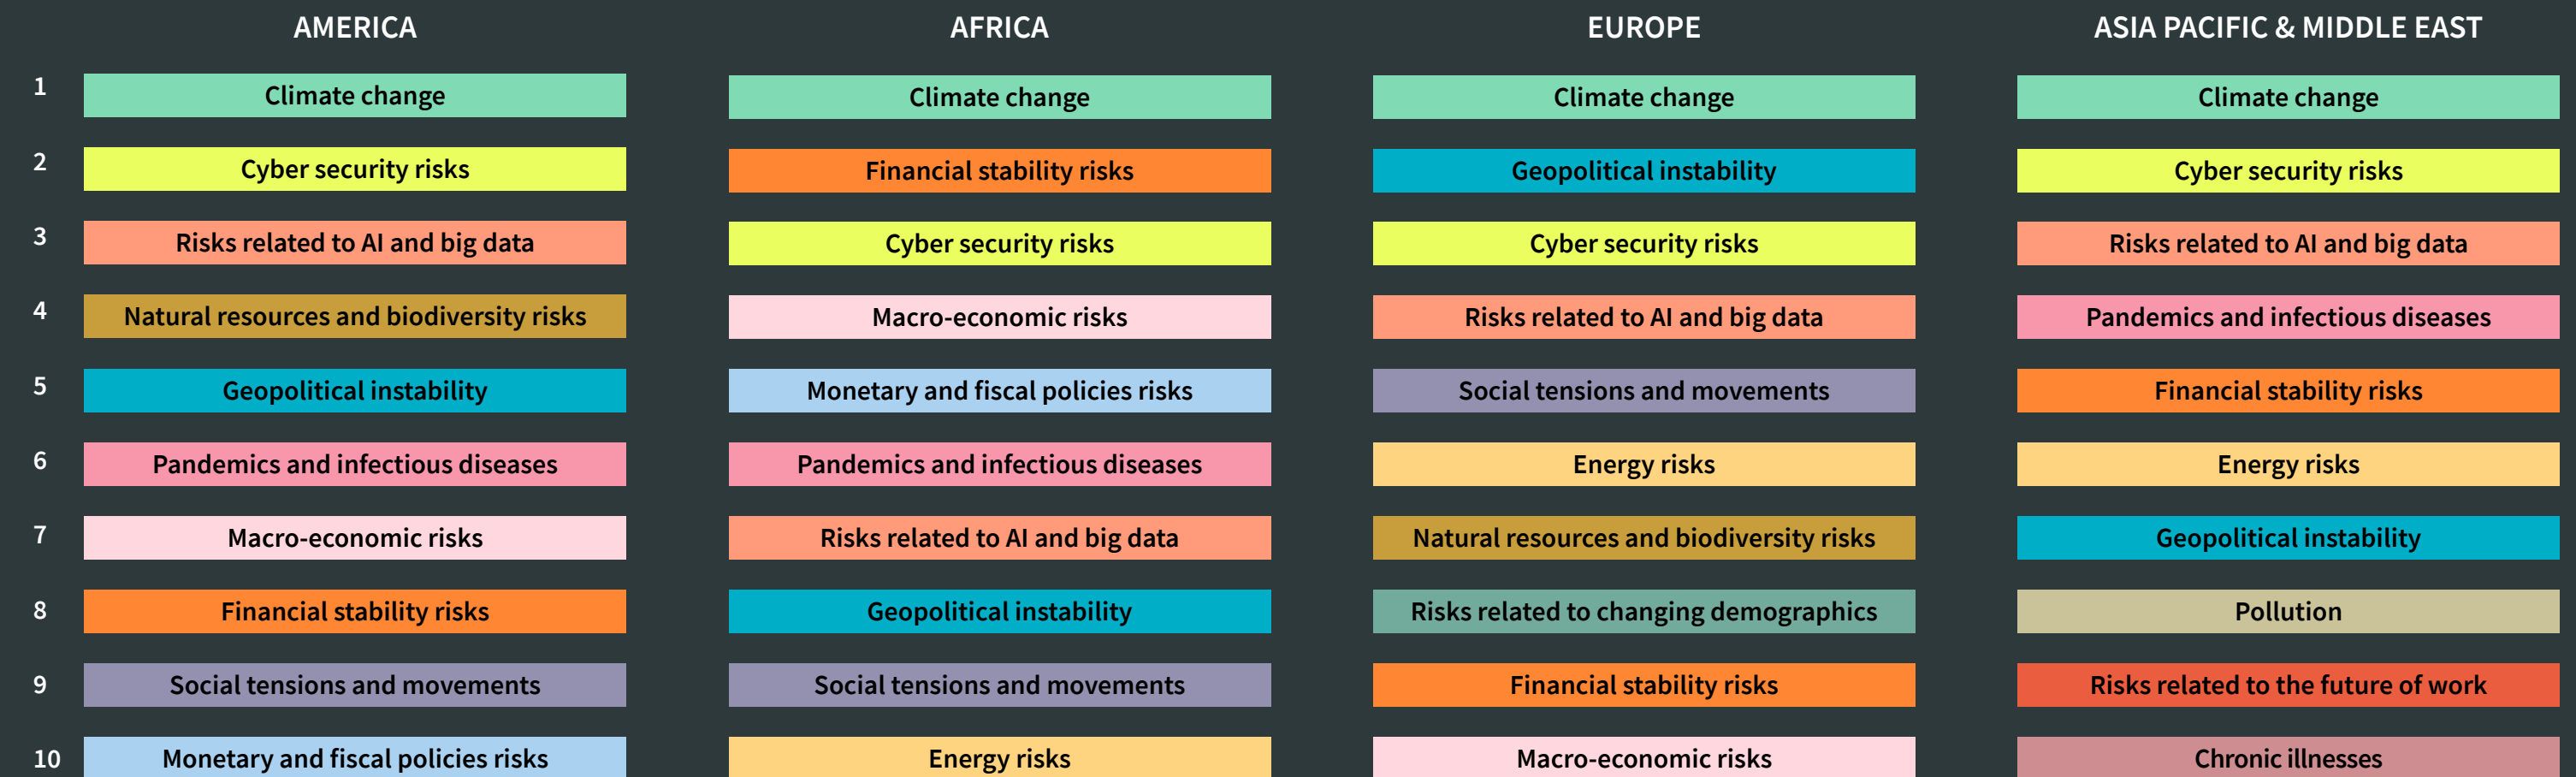 AMERICA AFRICA EUROPE ASIA PACIFIC & MIDDLE EAST
1 Climate change Climate change Climate change Climate change
2 Cyber security risks Financial stability risks Geopolitical instability Cyber security risks
3 Risks related to AI and big data Cyber security risks Cyber security risks Risks related to AI and big data
4 Natural resources and biodiversity risks Macro-economic risks Risks related to AI and big data Pandemics and infectious diseases
5 Geopolitical instability Monetary and fiscal policies risks Social tensions and movements Financial stability risks
6 Pandemics and infectious diseases Pandemics and infectious diseases Energy risks Energy risks
7 Macro-economic risks Risks related to AI and big data Natural resources and biodiversity risks Geopolitical instability
8 Financial stability risks Geopolitical instability Risks related to changing demographics Pollution
9 Social tensions and movements Social tensions and movements Financial stability risks Risks related to the future of work
10 Monetary and fiscal policies risks Energy risks Macro-economic risks Chronic illnesses